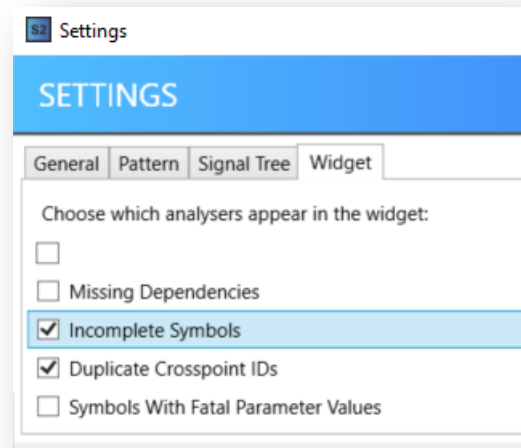 S2 Settings
SETTINGS
General Pattern Signal Tree Widget
Choose which analysers appear in the widget:
Missing Dependencies
Incomplete Symbols
Duplicate Crosspoint IDs
Symbols With Fatal Parameter Values